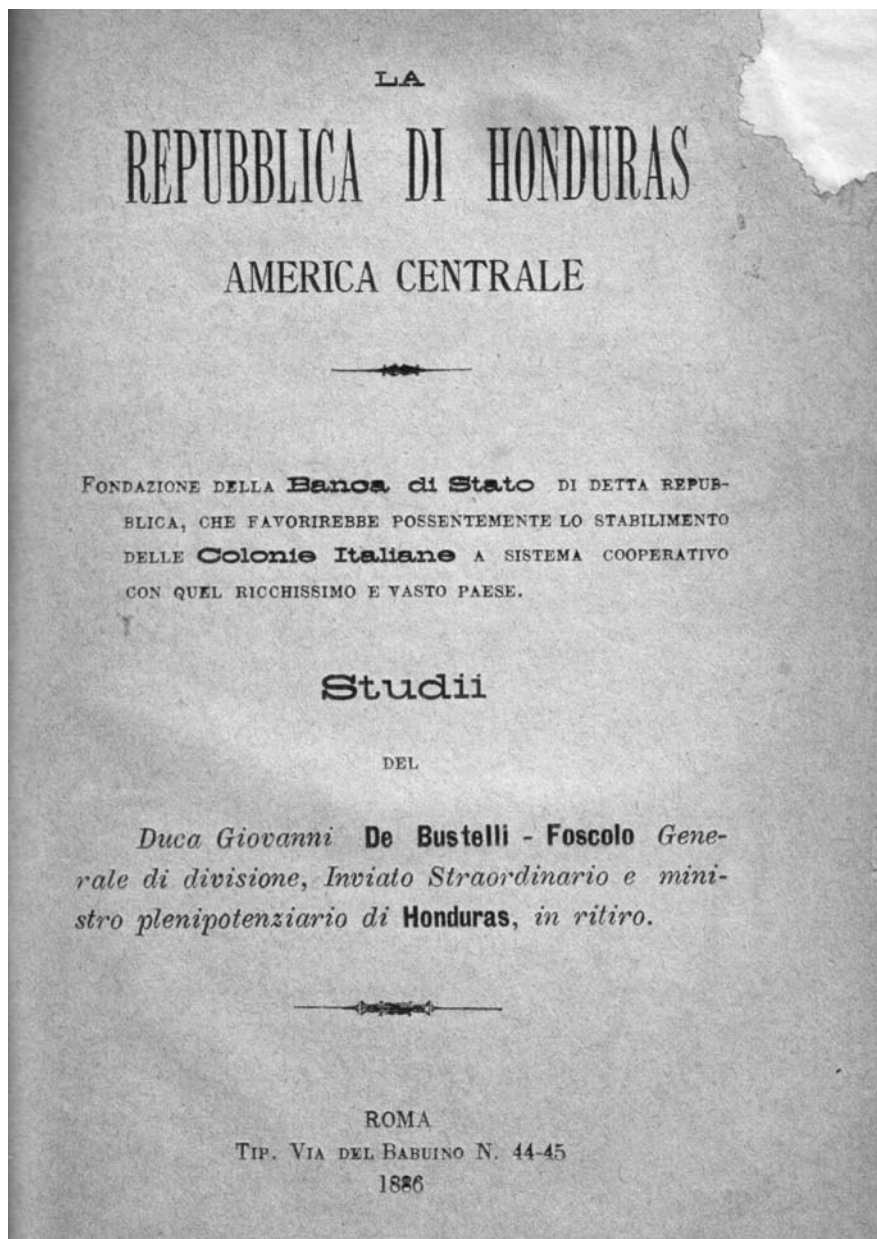 LA
REPUBBLICA DI HONDURAS
AMERICA CENTRALE
FONDAZIONE DELLA Banca di Stato DI DETTA REPUB-
BLICA, CHE FAVORIREBBE POSSENTEMENTE LO STABILIMENTO
DELLE Colonie Italiane A SISTEMA COOPERATIVO
CON QUEL RICCHISSIMO E VASTO PAESE.
Studii
DEL
Duca Giovanni De Bustelli - Foscolo Gene-
rale di divisione, Inviato Straordinario e mini-
stro plenipotenziario di Honduras, in ritiro.
ROMA
TIP. VIA DEL BABUINO N. 44-45
1886